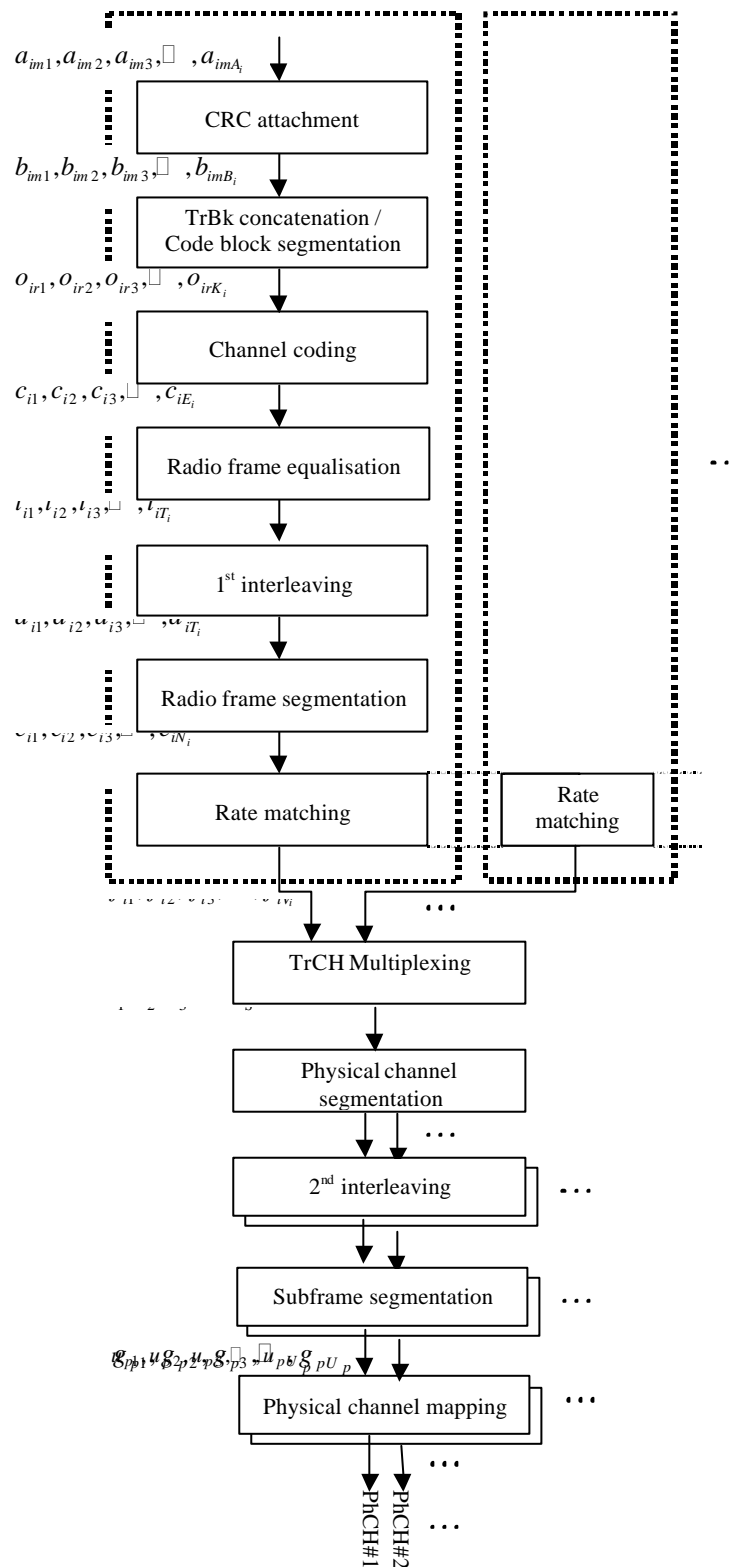 a_{im1}, a_{im2}, a_{im3}, □ , a_{imA_i}
CRC attachment
b_{im1}, b_{im2}, b_{im3}, □ , b_{imB_i}
TrBk concatenation /
Code block segmentation
o_{ir1}, o_{ir2}, o_{ir3}, □ , o_{irK_i}
Channel coding
c_{i1}, c_{i2}, c_{i3}, □ , c_{iE_i}
Radio frame equalisation
1st interleaving
Radio frame segmentation
Rate matching
Rate
matching
...
TrCH Multiplexing
Physical channel
segmentation
...
2nd interleaving
...
Subframe segmentation
...
Physical channel mapping
...
...
PhCH#1
PhCH#2
...